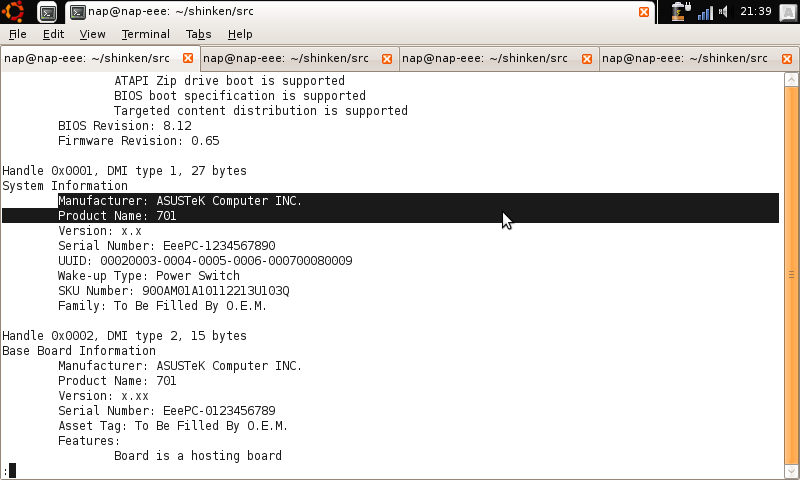 nap@nap-eee: ~/shinken/src
21:39
File Edit View Terminal Tabs Help
nap@nap-eee: ~/shinken/src nap@nap-eee: ~/shinken/src nap@nap-eee: ~/shinken/src nap@nap-eee: ~/shinken/src
ATAPI Zip drive boot is supported
BIOS boot specification is supported
Targeted content distribution is supported
BIOS Revision: 8.12
Firmware Revision: 0.65
Handle 0x0001, DMI type 1, 27 bytes
System Information
Manufacturer: ASUSTeK Computer INC.
Product Name: 701
Version: x.x
Serial Number: EeePC-1234567890
UUID: 00020003-0004-0005-0006-000700080009
Wake-up Type: Power Switch
SKU Number: 90OAM01A10112213U103Q
Family: To Be Filled By O.E.M.
Handle 0x0002, DMI type 2, 15 bytes
Base Board Information
Manufacturer: ASUSTeK Computer INC.
Product Name: 701
Version: x.xx
Serial Number: EeePC-0123456789
Asset Tag: To Be Filled By O.E.M.
Features:
Board is a hosting board
: